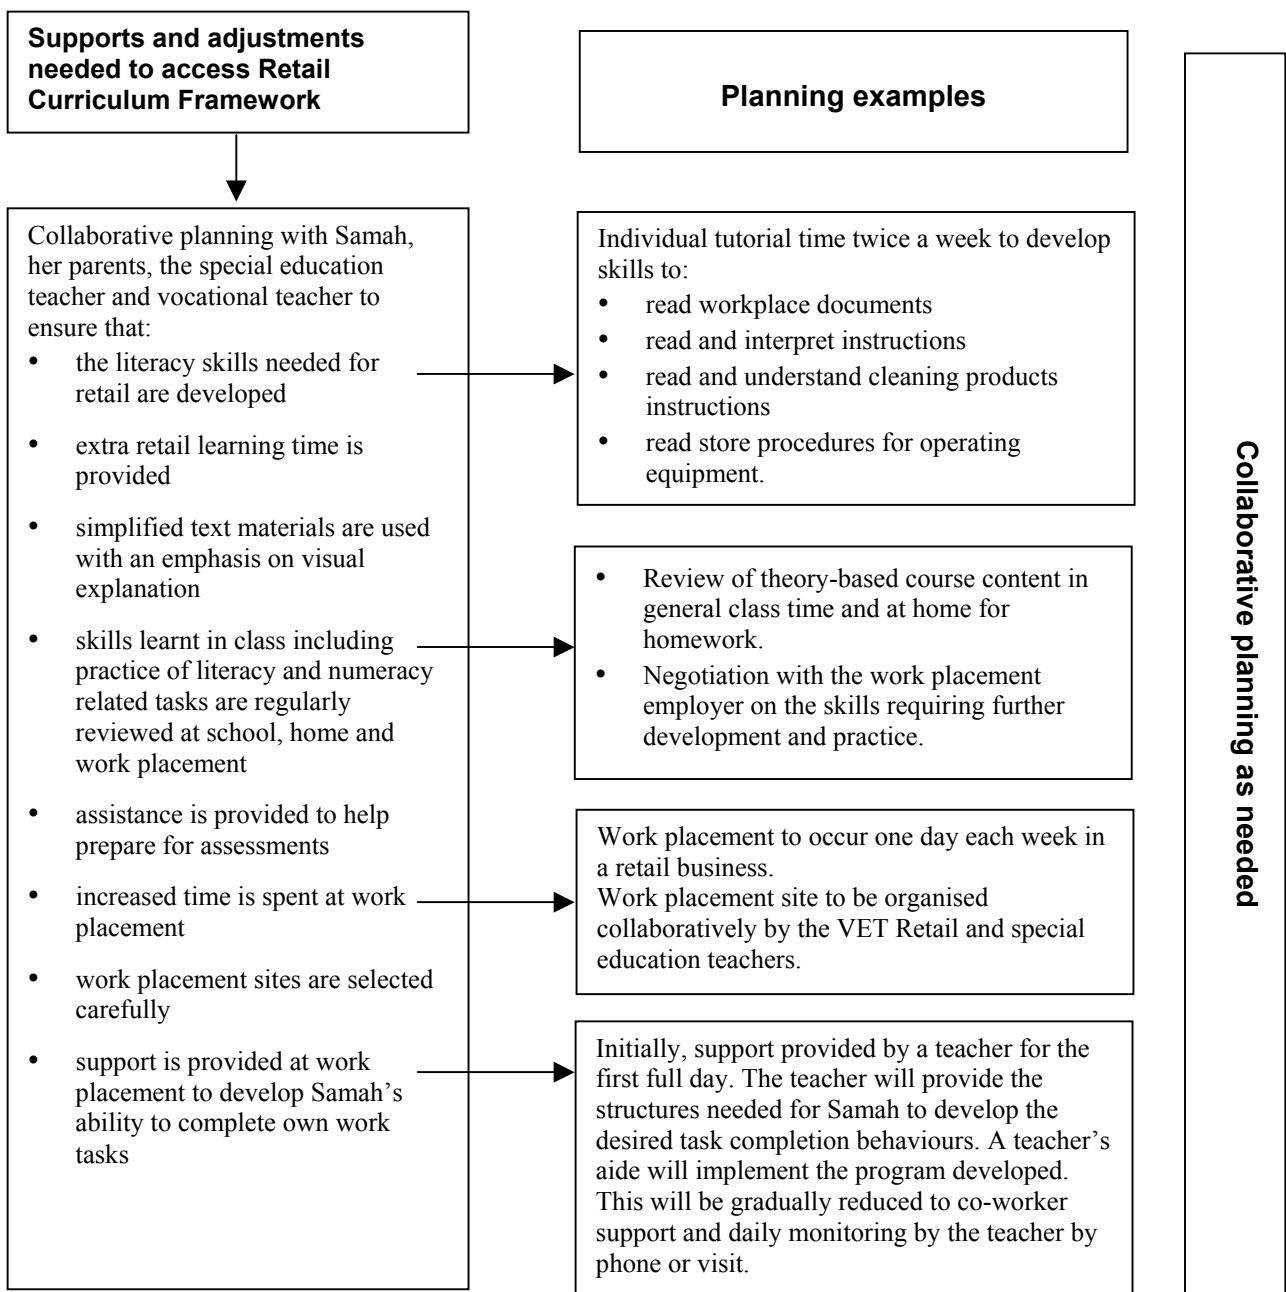 Supports and adjustments
needed to access Retail
Curriculum Framework
Planning examples
Collaborative planning with Samah,
her parents, the special education
teacher and vocational teacher to
ensure that:
• the literacy skills needed for
retail are developed
• extra retail learning time is
provided
• simplified text materials are used
with an emphasis on visual
explanation
• skills learnt in class including
practice of literacy and numeracy
related tasks are regularly
reviewed at school, home and
work placement
• assistance is provided to help
prepare for assessments
• increased time is spent at work
placement
• work placement sites are selected
carefully
• support is provided at work
placement to develop Samah’s
ability to complete own work
tasks
Individual tutorial time twice a week to develop
skills to:
• read workplace documents
• read and interpret instructions
• read and understand cleaning products
instructions
• read store procedures for operating
equipment.
• Review of theory-based course content in
general class time and at home for
homework.
• Negotiation with the work placement
employer on the skills requiring further
development and practice.
Work placement to occur one day each week in
a retail business.
Work placement site to be organised
collaboratively by the VET Retail and special
education teachers.
Initially, support provided by a teacher for the
first full day. The teacher will provide the
structures needed for Samah to develop the
desired task completion behaviours. A teacher’s
aide will implement the program developed.
This will be gradually reduced to co-worker
support and daily monitoring by the teacher by
phone or visit.
Collaborative planning as needed